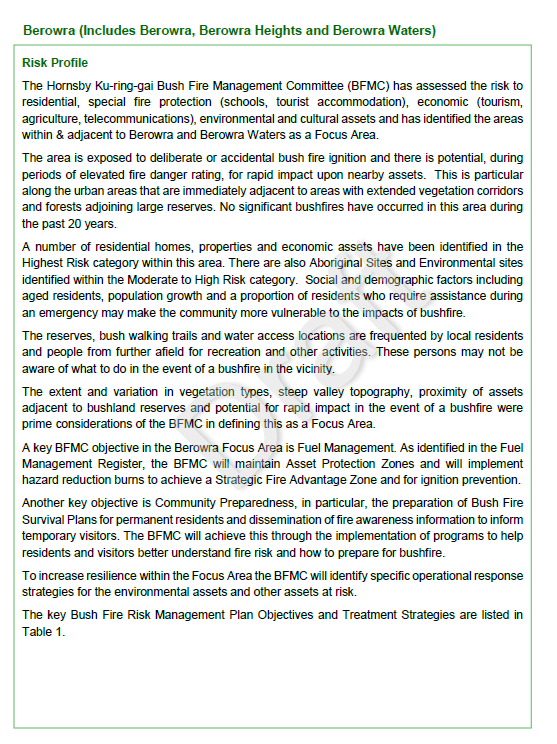 Berowra (Includes Berowra, Berowra Heights and Berowra Waters)
Risk Profile
The Hornsby Ku-ring-gai Bush Fire Management Committee (BFMC) has assessed the risk to
residential, special fire protection (schools, tourist accommodation), economic (tourism,
agriculture, telecommunications), environmental and cultural assets and has identified the areas
within & adjacent to Berowra and Berowra Waters as a Focus Area.
The area is exposed to deliberate or accidental bush fire ignition and there is potential, during
periods of elevated fire danger rating, for rapid impact upon nearby assets. This is particular
along the urban areas that are immediately adjacent to areas with extended vegetation corridors
and forests adjoining large reserves. No significant bushfires have occurred in this area during
the past 20 years.
A number of residential homes, properties and economic assets have been identified in the
Highest Risk category within this area. There are also Aboriginal Sites and Environmental sites
identified within the Moderate to High Risk category. Social and demographic factors including
aged residents, population growth and a proportion of residents who require assistance during
an emergency may make the community more vulnerable to the impacts of bushfire.
The reserves, bush walking trails and water access locations are frequented by local residents
and people from further afield for recreation and other activities. These persons may not be
aware of what to do in the event of a bushfire in the vicinity.
The extent and variation in vegetation types, steep valley topography, proximity of assets
adjacent to bushland reserves and potential for rapid impact in the event of a bushfire were
prime considerations of the BFMC in defining this as a Focus Area.
A key BFMC objective in the Berowra Focus Area is Fuel Management. As identified in the Fuel
Management Register, the BFMC will maintain Asset Protection Zones and will implement
hazard reduction burns to achieve a Strategic Fire Advantage Zone and for ignition prevention.
Another key objective is Community Preparedness, in particular, the preparation of Bush Fire
Survival Plans for permanent residents and dissemination of fire awareness information to inform
temporary visitors. The BFMC will achieve this through the implementation of programs to help
residents and visitors better understand fire risk and how to prepare for bushfire.
To increase resilience within the Focus Area the BFMC will identify specific operational response
strategies for the environmental assets and other assets at risk.
The key Bush Fire Risk Management Plan Objectives and Treatment Strategies are listed in
Table 1.
Draft